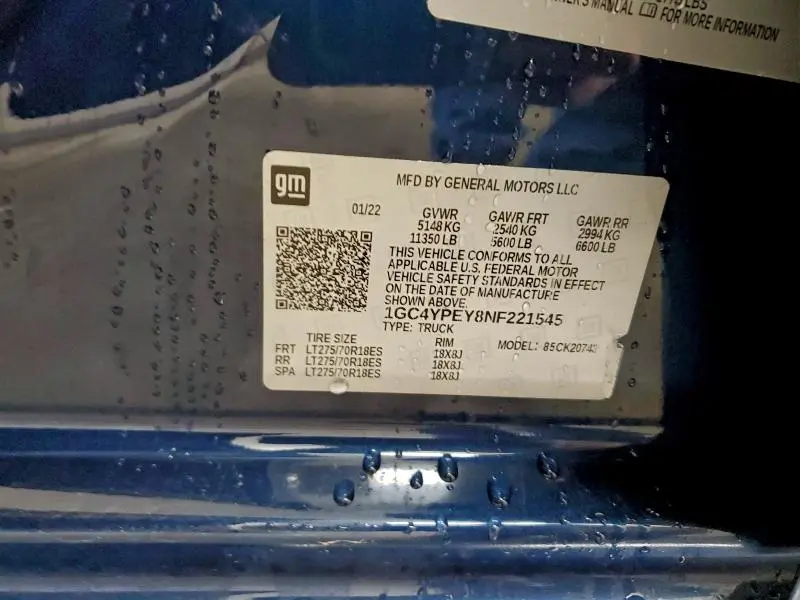 NER'S MANUAL FOR MORE INFORMATION
gm
MFD BY GENERAL MOTORS LLC
01/22 GVWR GAWR FRT GAWR RR
5148 KG 2540 KG 2994 KG
11350 LB 5600 LB 6600 LB
THIS VEHICLE CONFORMS TO ALL
APPLICABLE U.S. FEDERAL MOTOR
VEHICLE SAFETY STANDARDS IN EFFECT
ON THE DATE OF MANUFACTURE
SHOWN ABOVE.
1GC4YPEY8NF221545
TYPE: TRUCK MODEL: 85CK20743
TIRE SIZE RIM
FRT LT275/70R18ES 18X8J
RR LT275/70R18ES 18X8J
SPA LT275/70R18ES 18X8J